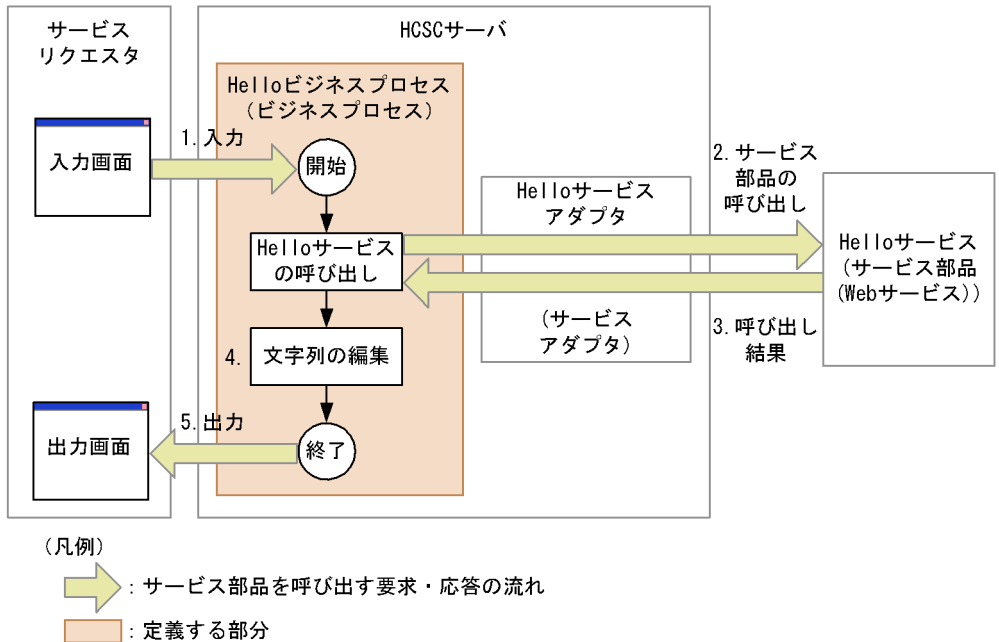 サービス
リクエスタ
HCSCサーバ
Helloビジネスプロセス
(ビジネスプロセス)
入力画面
1. 入力
開始
2. サービス
部品の
呼び出し
Helloサービス
アダプタ
Helloサービス
の呼び出し
Helloサービス
(サービス部品
(Webサービス))
(サービス
アダプタ)
3. 呼び出し
結果
4.
文字列の編集
5. 出力
出力画面
終了
(凡例)
: サービス部品を呼び出す要求・応答の流れ
: 定義する部分